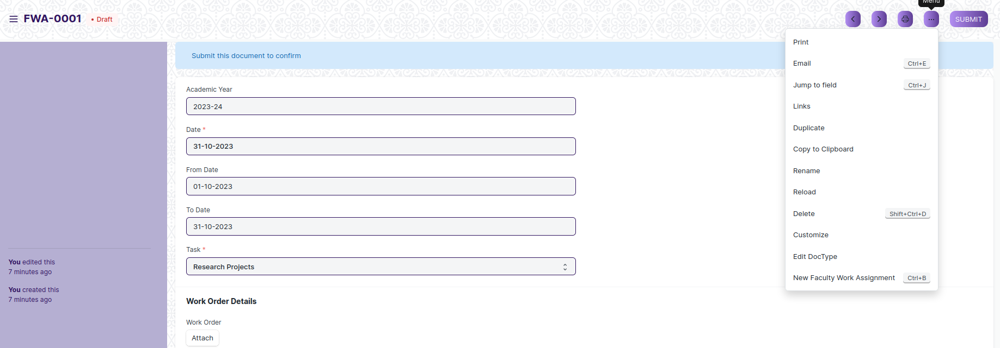 FWA-0001
• Draft
Menu
SUBMIT
Submit this document to confirm
Print
Email Ctrl+E
Jump to field Ctrl+J
Links
Duplicate
Copy to Clipboard
Rename
Reload
Delete Shift+Ctrl+D
Customize
Edit DocType
New Faculty Work Assignment Ctrl+B
Academic Year
2023-24
Date *
31-10-2023
From Date
01-10-2023
To Date
31-10-2023
Task *
Research Projects
You edited this
7 minutes ago
You created this
7 minutes ago
Work Order Details
Work Order
Attach